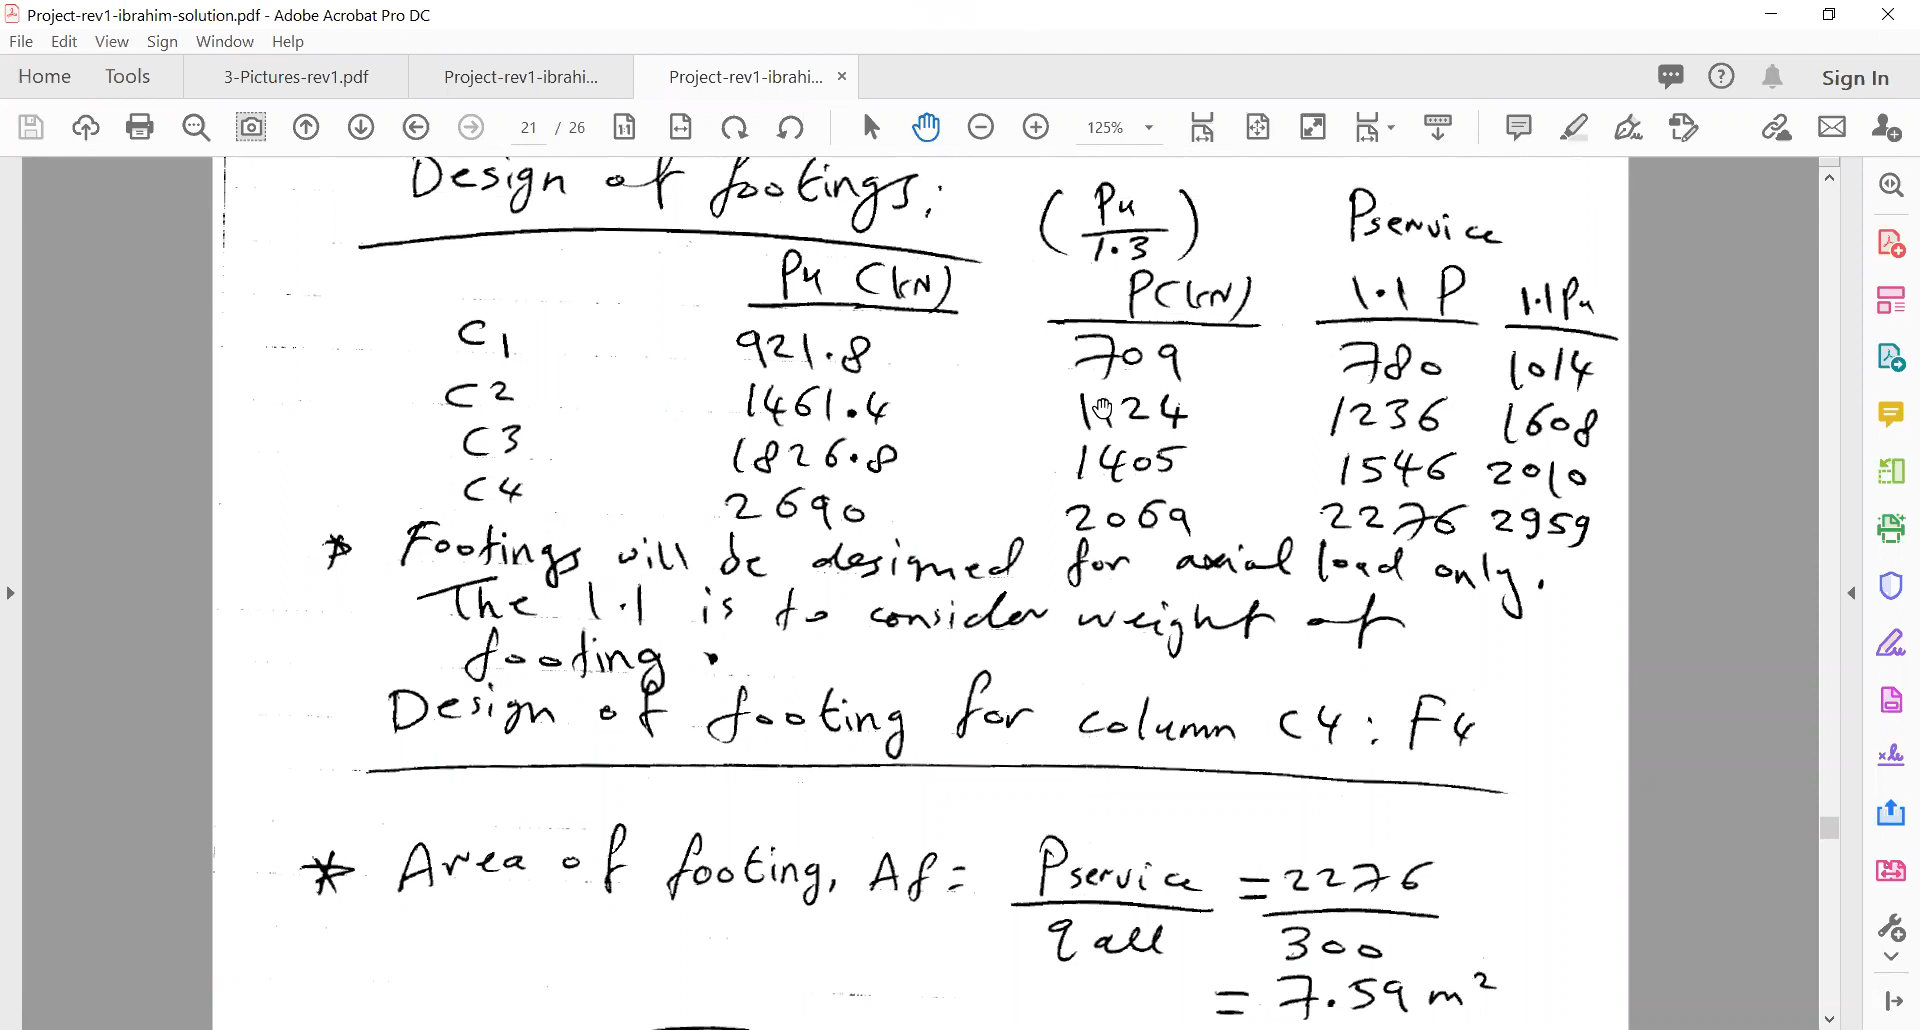 Project-rev1-ibrahim-solution.pdf - Adobe Acrobat Pro DC
File Edit View Sign Window Help
Home Tools 3-Pictures-rev1.pdf Project-rev1-ibrahi... Project-rev1-ibrahi... × Sign In
21 / 26 125%
Design of footings:
(Pu/1.3) Pservice
Pu (kN) P(kN) 1.1 P 1.1Pu
C1 921.8 709 780 1014
C2 1461.4 1124 1236 1608
C3 1826.8 1405 1546 2010
C4 2690 2069 2276 2959
* Footings will be designed for axial load only.
The 1.1 is to consider weight of
footing.
Design of footing for column C4: F4
* Area of footing, Af = Pservice/qall = 2276/300
= 7.59 m²